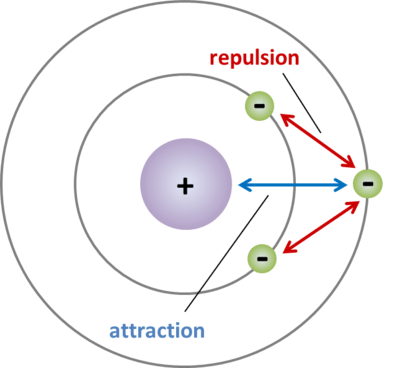 repulsion
-
+
-
-
attraction